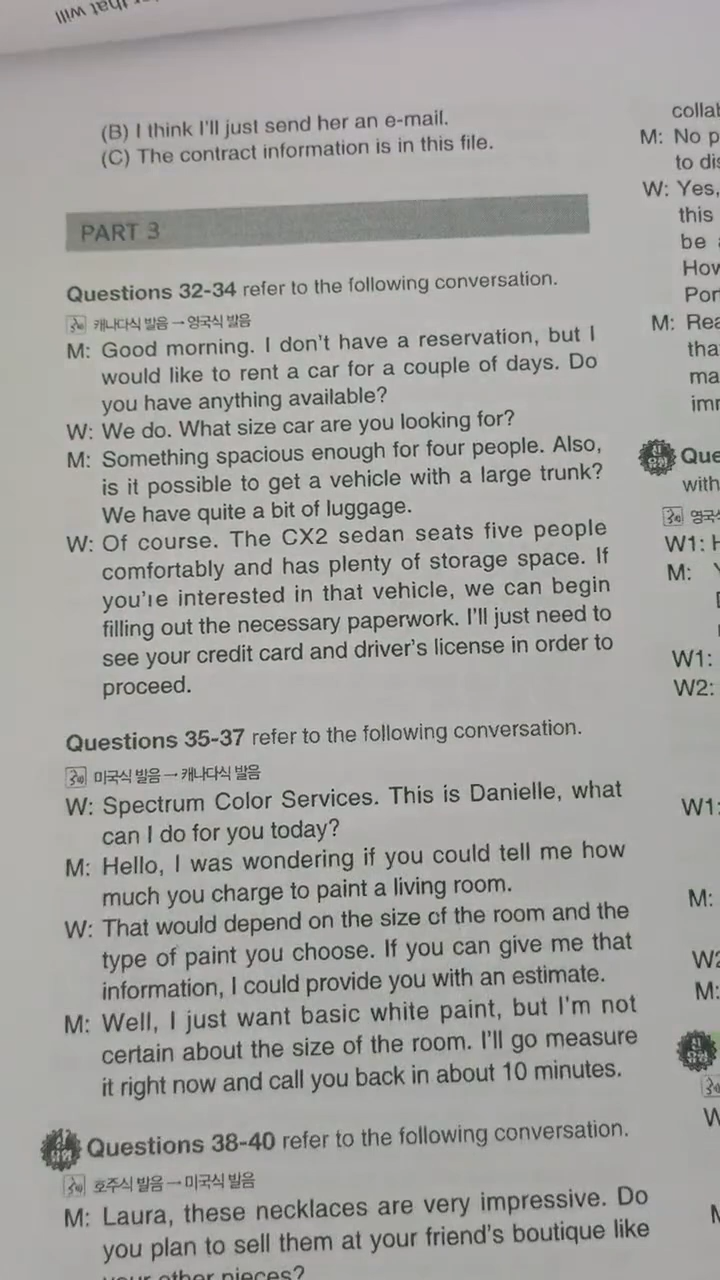 that will
(B) I think I'll just send her an e-mail.
(C) The contract information is in this file.
PART 3
Questions 32-34 refer to the following conversation.
캐나다식 발음 → 영국식 발음
M: Good morning. I don't have a reservation, but I
would like to rent a car for a couple of days. Do
you have anything available?
W: We do. What size car are you looking for?
M: Something spacious enough for four people. Also,
is it possible to get a vehicle with a large trunk?
We have quite a bit of luggage.
W: Of course. The CX2 sedan seats five people
comfortably and has plenty of storage space. If
you're interested in that vehicle, we can begin
filling out the necessary paperwork. I'll just need to
see your credit card and driver's license in order to
proceed.
Questions 35-37 refer to the following conversation.
미국식 발음 → 캐나다식 발음
W: Spectrum Color Services. This is Danielle, what
can I do for you today?
M: Hello, I was wondering if you could tell me how
much you charge to paint a living room.
W: That would depend on the size of the room and the
type of paint you choose. If you can give me that
information, I could provide you with an estimate.
M: Well, I just want basic white paint, but I'm not
certain about the size of the room. I'll go measure
it right now and call you back in about 10 minutes.
Questions 38-40 refer to the following conversation.
호주식 발음 → 미국식 발음
M: Laura, these necklaces are very impressive. Do
you plan to sell them at your friend's boutique like
your other pieces?
M: No
to
W: Yes,
this
be
M:
with
W1:
M:
W1:
W2:
W1:
M:
M: